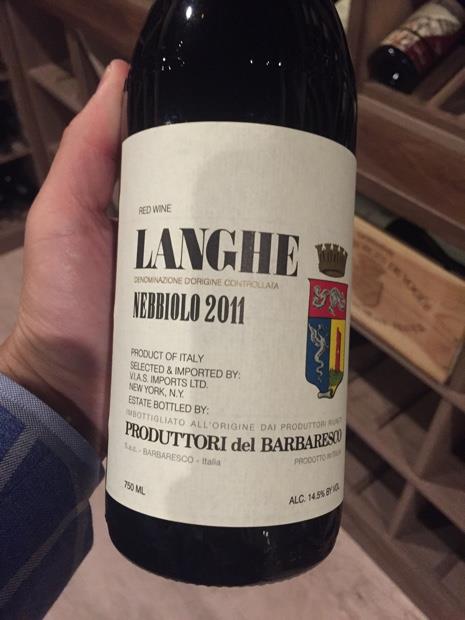 RED WINE
LANGHE
DENOMINAZIONE D'ORIGINE CONTROLLATA
NEBBIOLO 2011
PRODUCT OF ITALY
SELECTED & IMPORTED BY:
V.I.A.S. IMPORTS LTD.
NEW YORK, N.Y.
ESTATE BOTTLED BY:
IMBOTTIGLIATO ALL'ORIGINE DAI PRODUTTORI RIUNITI
PRODUTTORI del BARBARESCO
S.a.c. - BARBARESCO - Italia PRODOTTO IN ITALIA
750 ML ALC. 14.5% BY VOL.